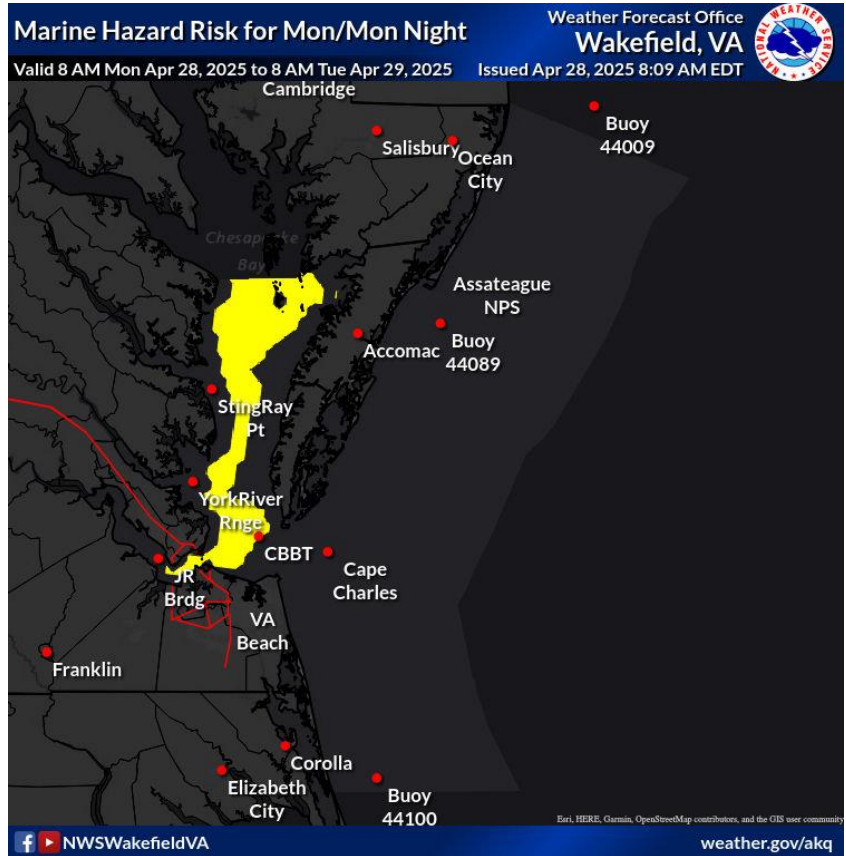 Marine Hazard Risk for Mon/Mon Night
Weather Forecast Office
Wakefield, VA
Valid 8 AM Mon Apr 28, 2025 to 8 AM Tue Apr 29, 2025
Issued Apr 28, 2025 8:09 AM EDT
NATIONAL WEATHER SERVICE
Cambridge
Buoy
44009
Salisbury
Ocean
City
Chesapeake
Bay
Assateague
NPS
Accomac
Buoy
44089
StingRay
Pt
YorkRiver
Rnge
CBBT
JR
Brdg
Cape
Charles
VA
Beach
Franklin
Corolla
Elizabeth
City
Buoy
44100
Esri, HERE, Garmin, OpenStreetMap contributors, and the GIS user community
NWSWakefieldVA
weather.gov/akq